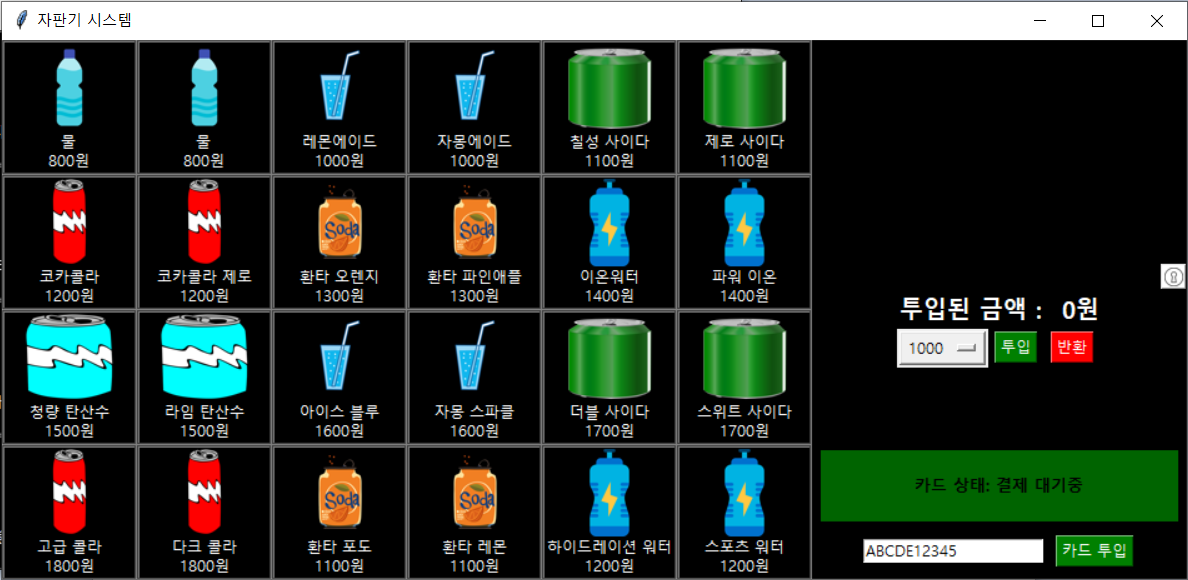 자판기 시스템
물
800원
물
800원
레몬에이드
1000원
자몽에이드
1000원
칠성 사이다
1100원
제로 사이다
1100원
코카콜라
1200원
코카콜라 제로
1200원
Soda
환타 오렌지
1300원
Soda
환타 파인애플
1300원
이온워터
1400원
파워 이온
1400원
청량 탄산수
1500원
라임 탄산수
1500원
아이스 블루
1600원
자몽 스파클
1600원
더블 사이다
1700원
스위트 사이다
1700원
고급 콜라
1800원
다크 콜라
1800원
Soda
환타 포도
1100원
Soda
환타 레몬
1100원
하이드레이션 워터
1200원
스포츠 워터
1200원
투입된 금액 : 0원
1000 투입 반환
카드 상태: 결제 대기중
ABCDE12345 카드 투입